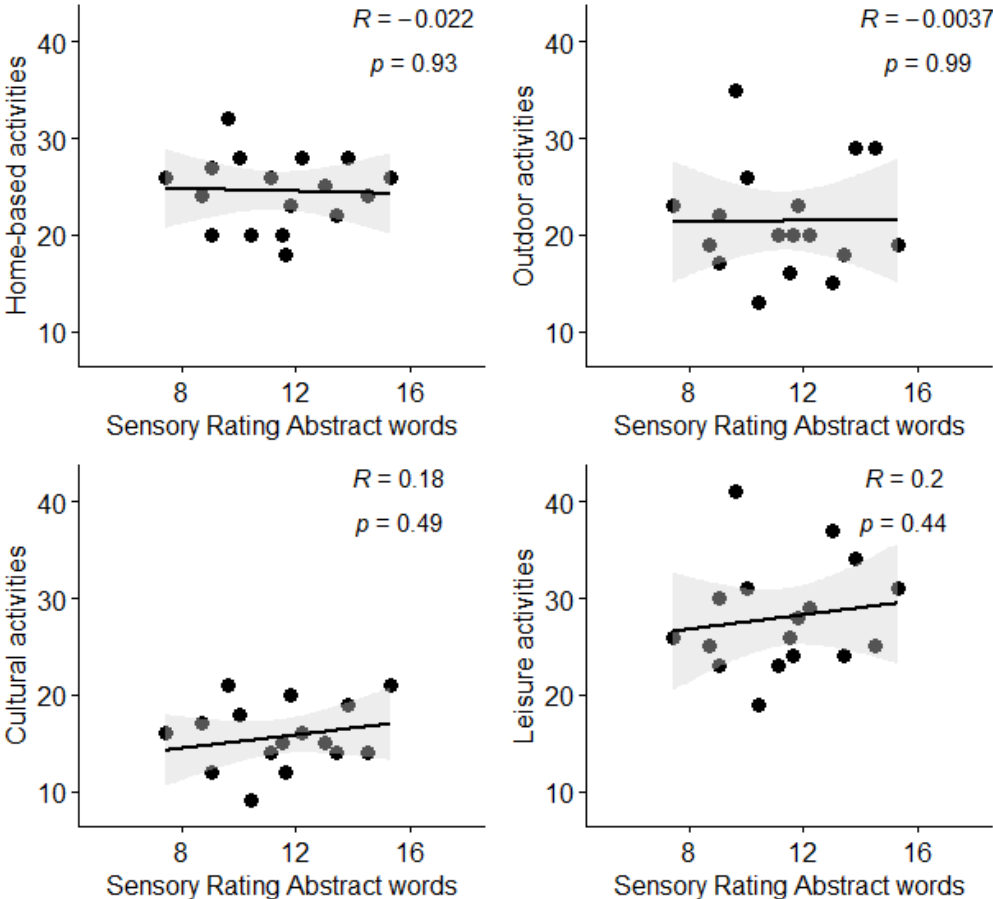 R = −0.022
p = 0.93
40
30
20
10
Home-based activities
8 12 16
Sensory Rating Abstract words
R = −0.0037
p = 0.99
40
30
20
10
Outdoor activities
8 12 16
Sensory Rating Abstract words
R = 0.18
p = 0.49
40
30
20
10
Cultural activities
8 12 16
Sensory Rating Abstract words
R = 0.2
p = 0.44
40
30
20
10
Leisure activities
8 12 16
Sensory Rating Abstract words